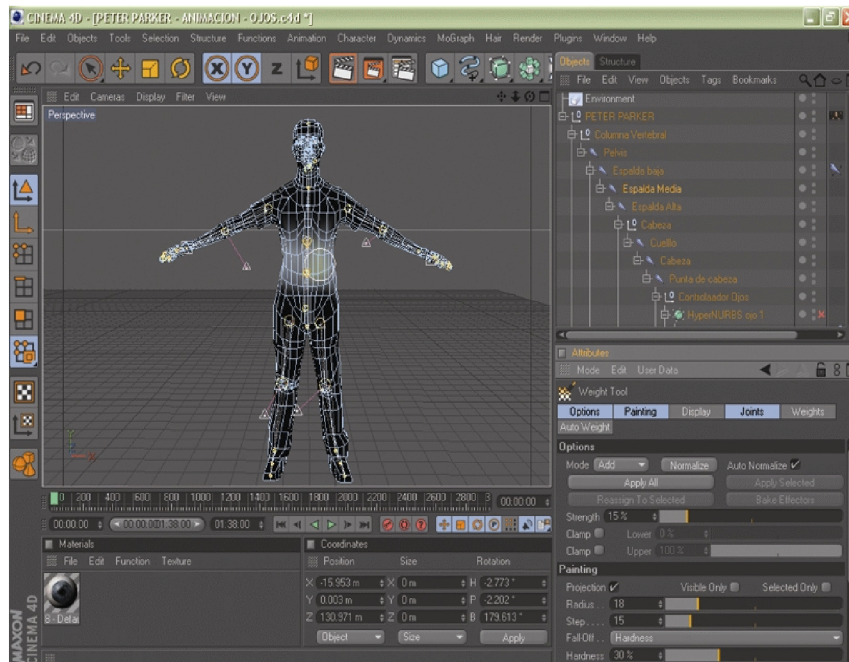 CINEMA 4D - [PETER PARKER - ANIMACION - OJOS.c4d *]
File Edit Objects Tools Selection Structure Functions Animation Character Dynamics MoGraph Hair Render Plugins Window Help
Objects Structure
File Edit View Objects Tags Bookmarks
Edit Cameras Display Filter View
Perspective
Environment
PETER PARKER
Columna Vertebral
Pelvis
Espalda baja
Espalda Media
Espalda Alta
Cabeza
Cuello
Cabeza
Punta de cabeza
Controlador Ojos
HyperNURBS ojo 1
Attributes
Mode Edit User Data
Weight Tool
Options Painting Display Joints Weights
Auto Weight
Options
Mode Add Normalize Auto Normalize
Apply All Apply Selected
Reassign To Selected Bake Effectors
Strength 15 %
Clamp Lower 0 %
Clamp Upper 100 %
Painting
Projection Visible Only Selected Only
Radius . . 18
Step . . . . 15
Fall-Off . . Hardness
Hardness 30 %
0 200 400 600 800 1000 1200 1400 1600 1800 2000 2200 2400 2600 2800 3 00:00:00
00:00:00 00:00:00 01:38:00 01:38:00
Materials
File Edit Function Texture
Coordinates
Position Size Rotation
X -15.953 m X 0 m H -2.773 °
Y 0.003 m Y 0 m P -2.202 °
Z 130.971 m Z 0 m B 179.613 °
Object Size Apply
MAXON
CINEMA 4D